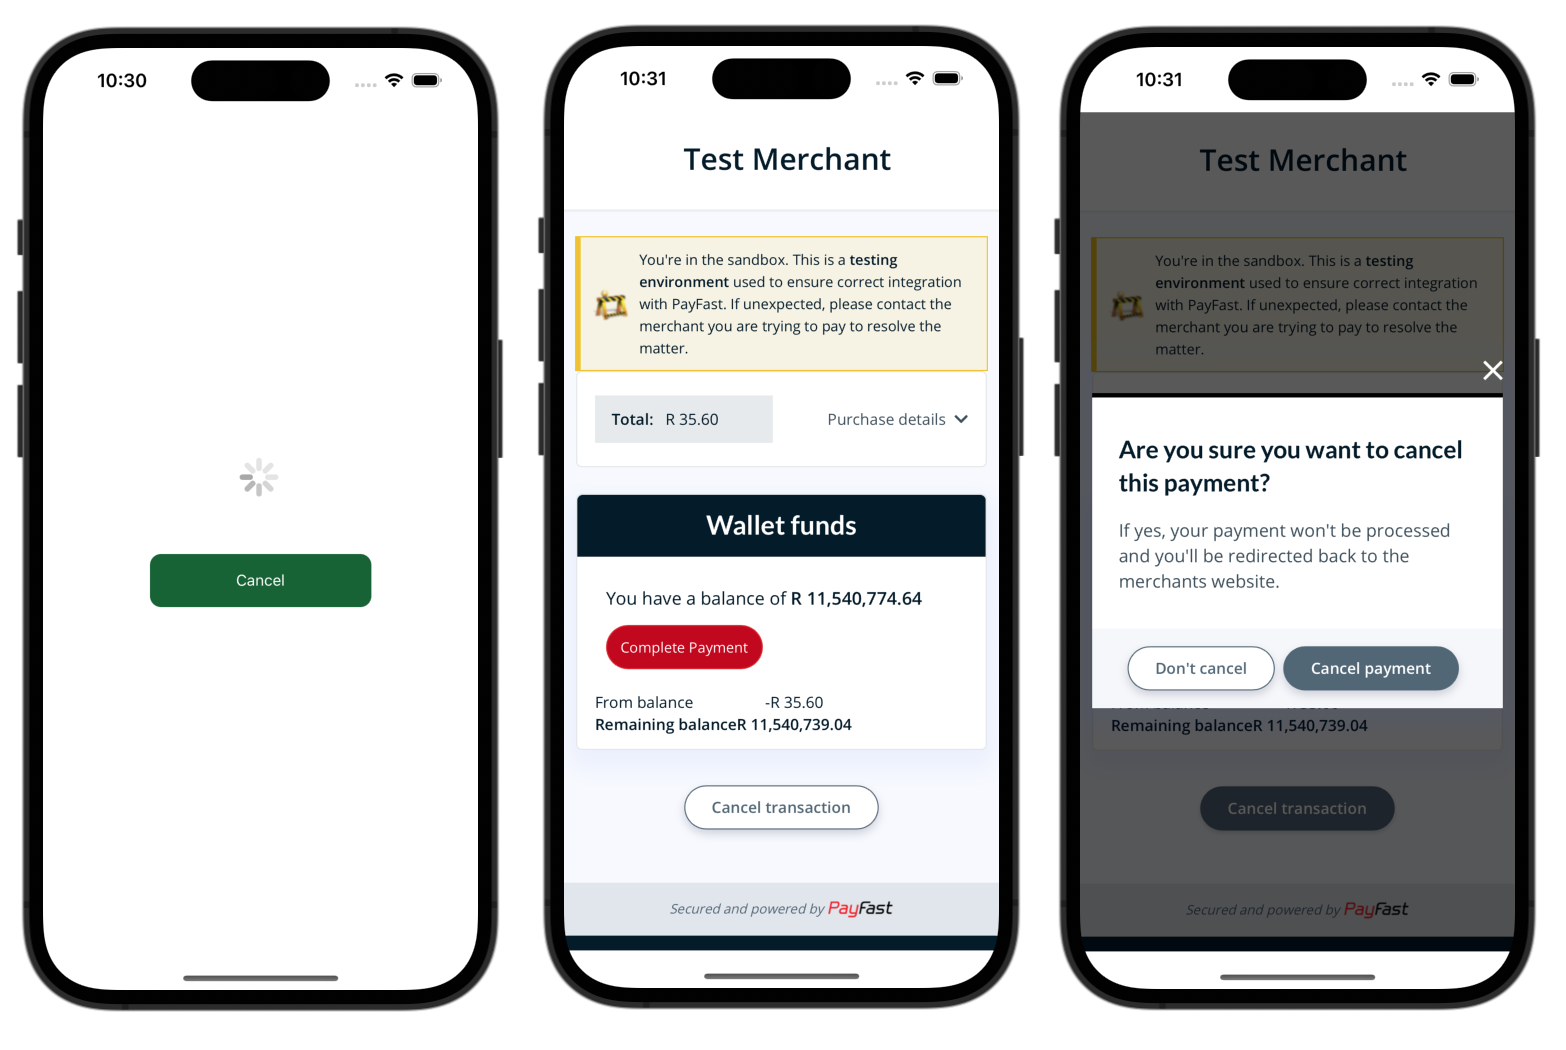 10:30
Cancel
10:31
Test Merchant
You're in the sandbox. This is a testing
environment used to ensure correct integration
with PayFast. If unexpected, please contact the
merchant you are trying to pay to resolve the
matter.
Total: R 35.60
Purchase details
Wallet funds
You have a balance of R 11,540,774.64
Complete Payment
From balance -R 35.60
Remaining balanceR 11,540,739.04
Cancel transaction
Secured and powered by PayFast
10:31
Test Merchant
You're in the sandbox. This is a testing
environment used to ensure correct integration
with PayFast. If unexpected, please contact the
merchant you are trying to pay to resolve the
matter.
Are you sure you want to cancel
this payment?
If yes, your payment won't be processed
and you'll be redirected back to the
merchants website.
Don't cancel
Cancel payment
Remaining balanceR 11,540,739.04
Cancel transaction
Secured and powered by PayFast